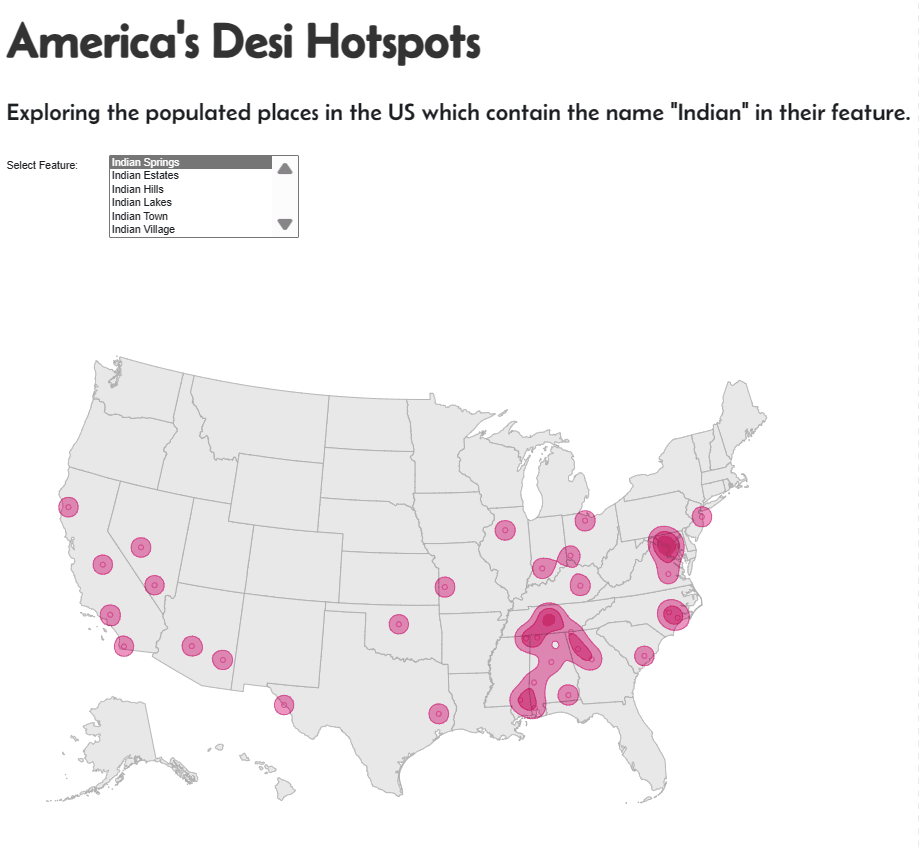 America's Desi Hotspots
Exploring the populated places in the US which contain the name "Indian" in their feature.
Select Feature:
Indian Springs
Indian Estates
Indian Hills
Indian Lakes
Indian Town
Indian Village